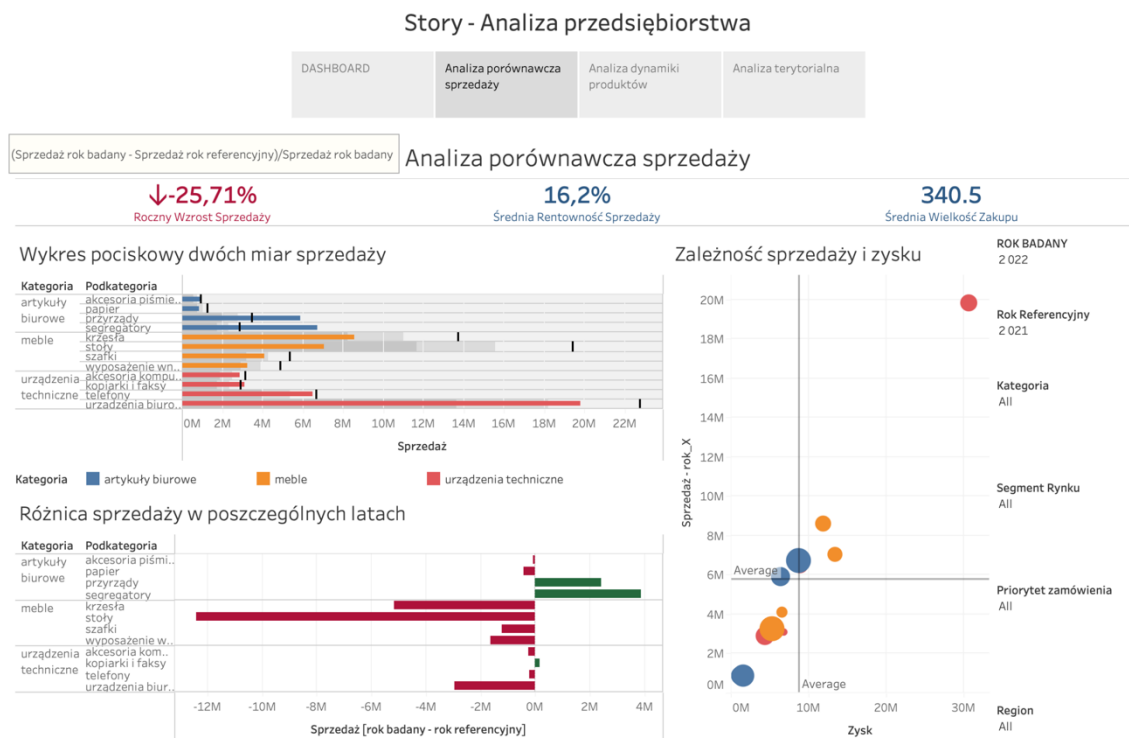 Story - Analiza przedsiębiorstwa
DASHBOARD
Analiza porównawcza
sprzedaży
Analiza dynamiki
produktów
Analiza terytorialna
(Sprzedaż rok badany - Sprzedaż rok referencyjny)/Sprzedaż rok badany
Analiza porównawcza sprzedaży
↓-25,71%
Roczny Wzrost Sprzedaży
16,2%
Średnia Rentowność Sprzedaży
340.5
Średnia Wielkość Zakupu
Wykres pociskowy dwóch miar sprzedaży
Kategoria Podkategoria
artykuły
biurowe
akcesoria piśmie..
papier
przyrządy
segregatory
meble
krzesła
stoły
szafki
wyposażenie wn..
urządzenia
techniczne
akcesoria kompu..
kopiarki i faksy
telefony
urządzenia biuro..
0M 2M 4M 6M 8M 10M 12M 14M 16M 18M 20M 22M
Sprzedaż
Kategoria artykuły biurowe meble urządzenia techniczne
Różnica sprzedaży w poszczególnych latach
Kategoria Podkategoria
artykuły
biurowe
akcesoria piśmi..
papier
przyrządy
segregatory
meble
krzesła
stoły
szafki
wyposażenie w..
urządzenia
techniczne
akcesoria kom..
kopiarki i faksy
telefony
urządzenia biur..
-12M -10M -8M -6M -4M -2M 0M 2M 4M
Sprzedaż [rok badany - rok referencyjny]
Zależność sprzedaży i zysku
Sprzedaż - rok_X
20M
18M
16M
14M
12M
10M
8M
6M
4M
2M
0M
Average
Average
0M 10M 20M 30M
Zysk
ROK BADANY
2 022
Rok Referencyjny
2 021
Kategoria
All
Segment Rynku
All
Priorytet zamówienia
All
Region
All